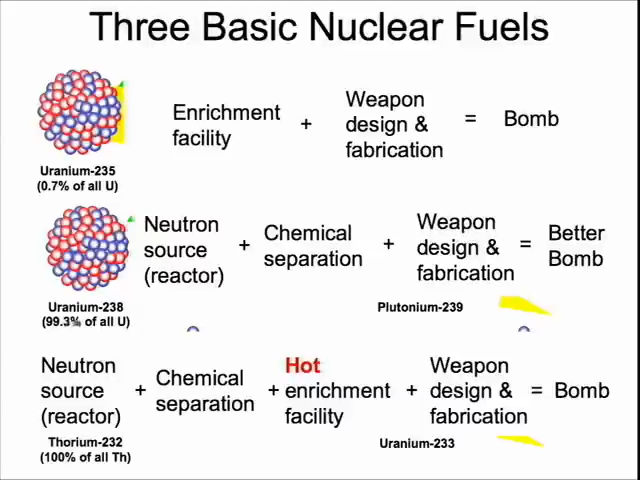 Three Basic Nuclear Fuels
Enrichment
facility
+
Weapon
design &
fabrication
=
Bomb
Uranium-235
(0.7% of all U)
Neutron
source
(reactor)
+
Chemical
separation
+
Weapon
design &
fabrication
=
Better
Bomb
Uranium-238
(99.3% of all U)
Plutonium-239
Neutron
source
(reactor)
+
Chemical
separation
+
Hot
enrichment
facility
+
Weapon
design &
fabrication
=
Bomb
Thorium-232
(100% of all Th)
Uranium-233